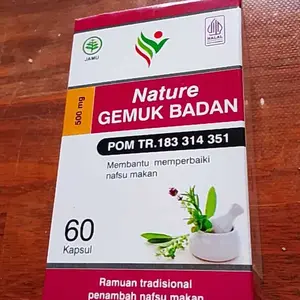 JAMU
HALAL
500 mg
Nature
GEMUK BADAN
POM TR.183 314 351
Membantu memperbaiki
nafsu makan
60
Kapsul
Ramuan tradisional
penambah nafsu makan